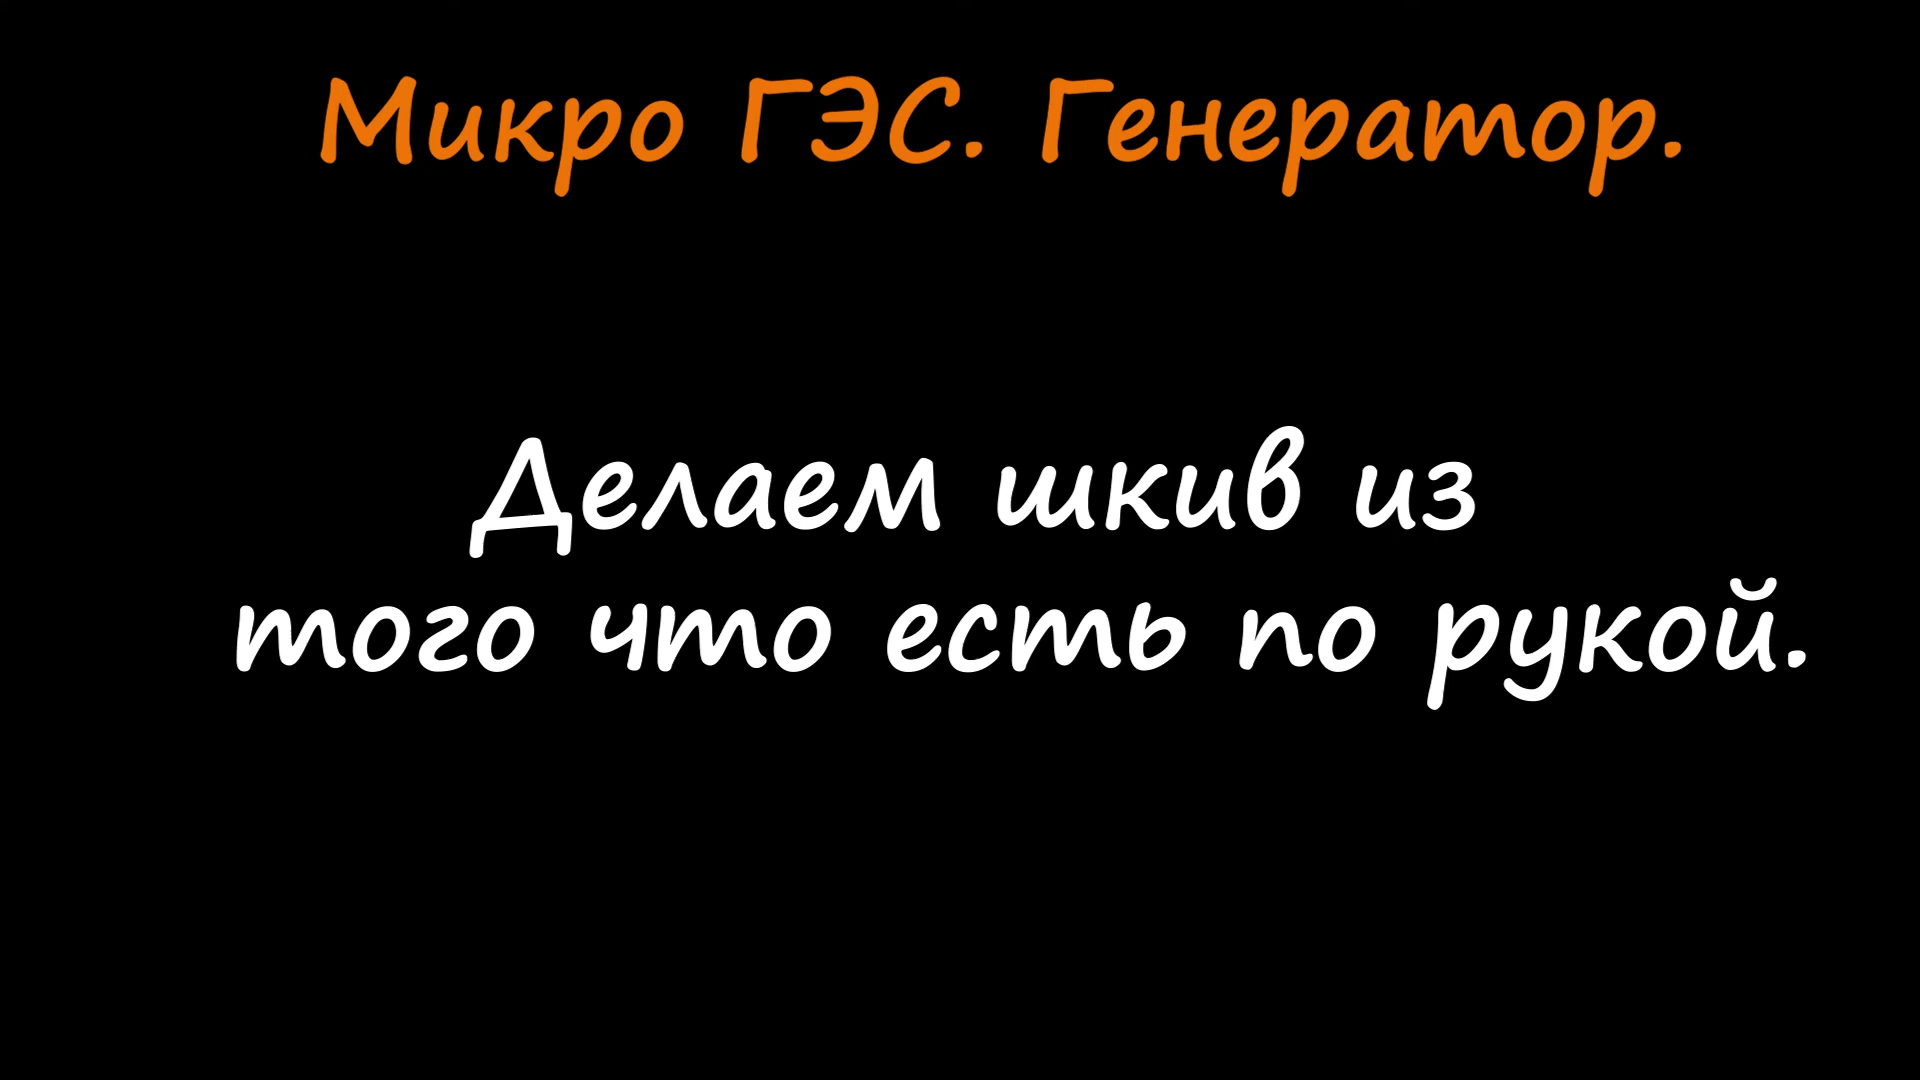 Микро ГЭС. Генератор.
Делаем шкив из
того что есть по рукой.